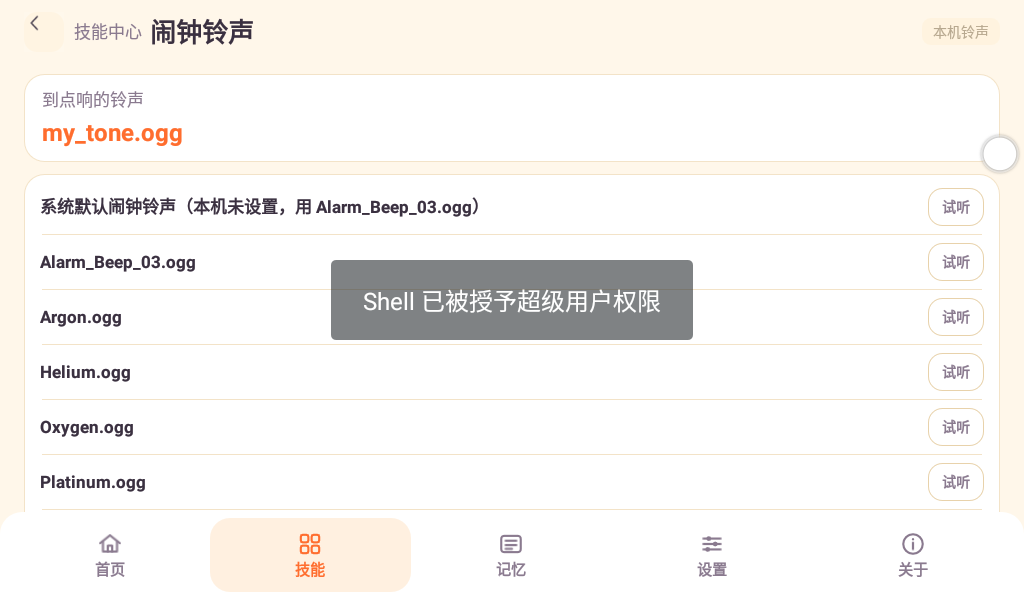 技能中心 闹钟铃声
本机铃声
到点响的铃声
my_tone.ogg
系统默认闹钟铃声（本机未设置，用 Alarm_Beep_03.ogg）
试听
Alarm_Beep_03.ogg
试听
Shell 已被授予超级用户权限
Argon.ogg
试听
Helium.ogg
试听
Oxygen.ogg
试听
Platinum.ogg
试听
首页
技能
记忆
设置
关于